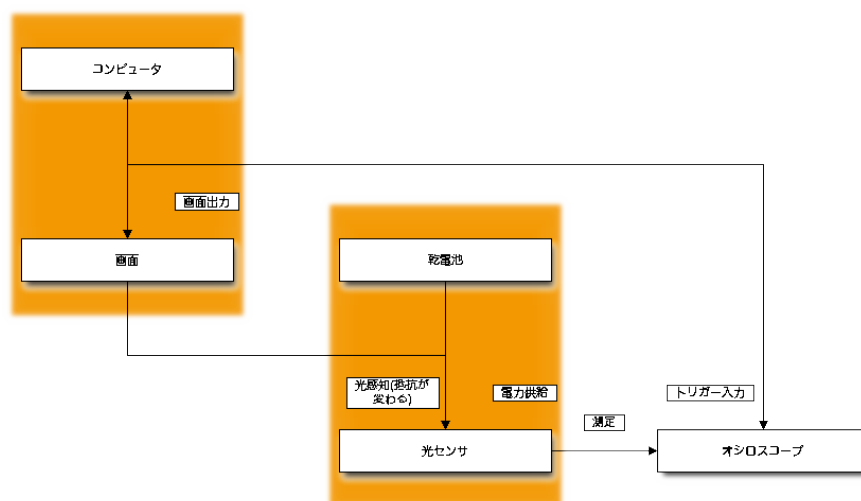 コンピュータ
画面出力
画面
乾電池
光感知(抵抗が
変わる)
電力供給
トリガー入力
測定
光センサ
オシロスコープ